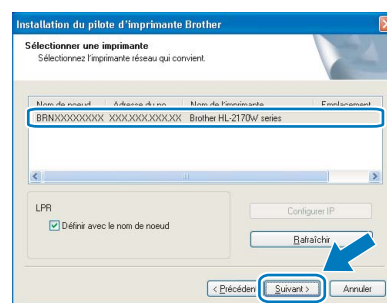 Installation du pilote d'imprimante Brother
Sélectionner une imprimante
Sélectionnez l'imprimante réseau qui convient.
Nom de noeud Adresse du no Nom de l'imprimante Emplacement
BRNXXXXXXXX XXX.XXX.XXX.XX Brother HL-2170W series
LPR
Définir avec le nom de noeud
Configurer IP
Rafraîchir
< Précéden Suivant > Annuler